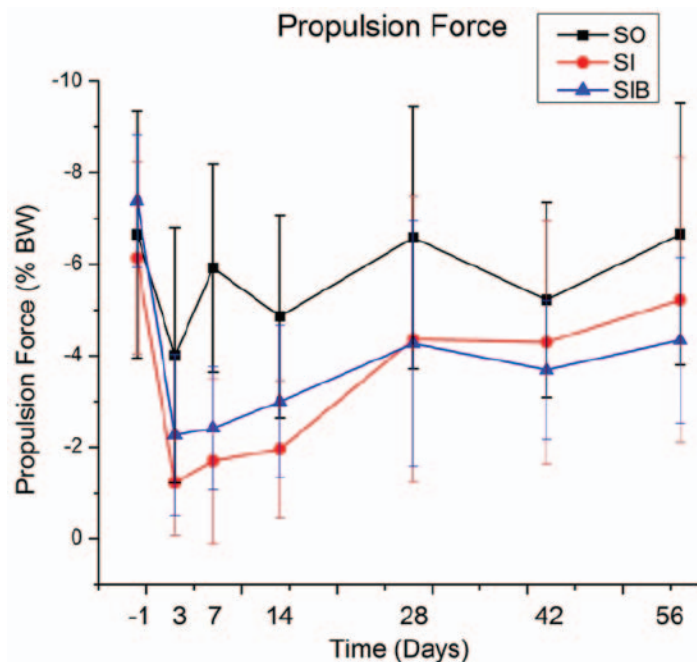 Propulsion Force
SO
SI
SIB
Propulsion Force (% BW)
-10
-8
-6
-4
-2
0
-1 3 7 14 28 42 56
Time (Days)